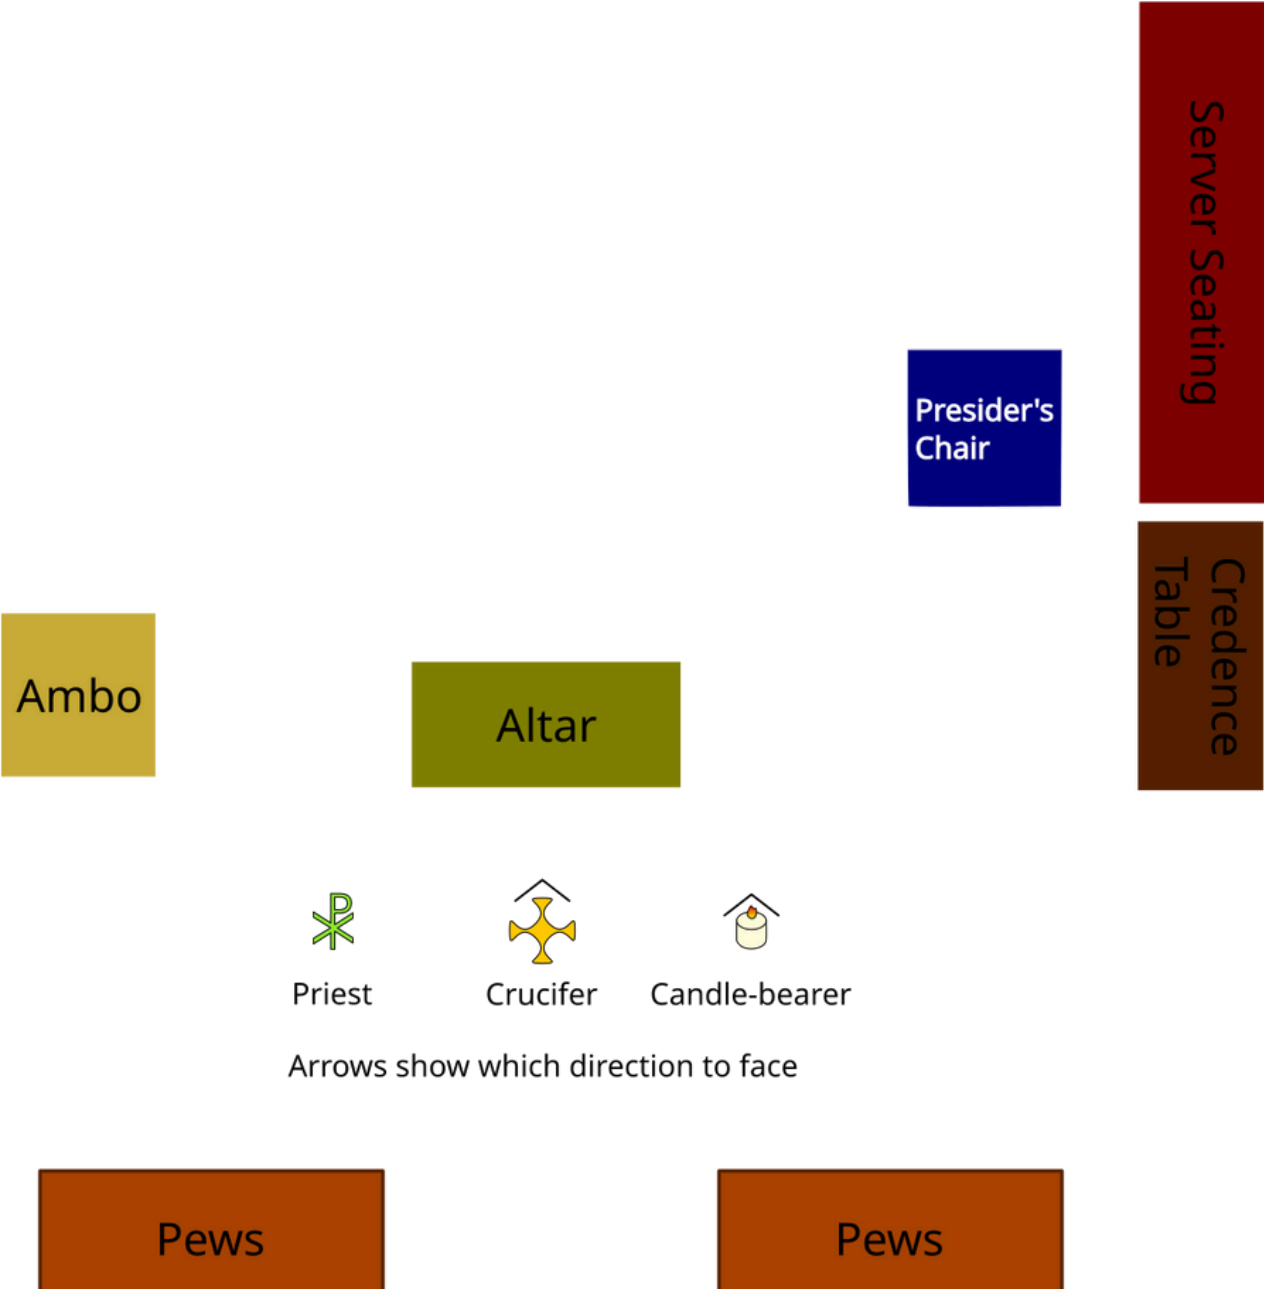 Server Seating
Presider's
Chair
Credence
Table
Ambo
Altar
Priest
Crucifer
Candle-bearer
Arrows show which direction to face
Pews
Pews